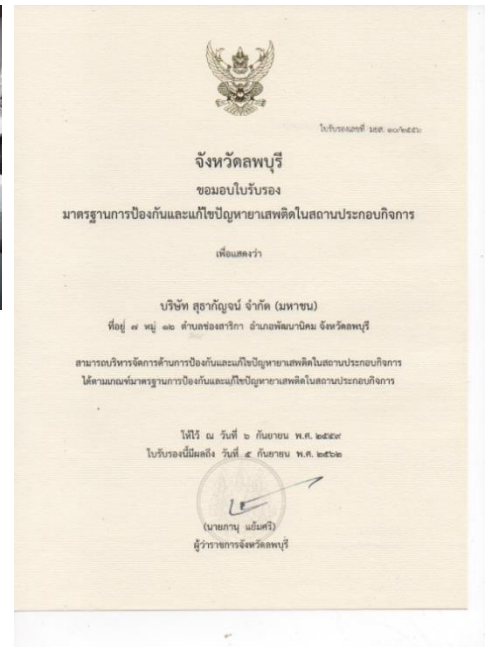 ใบรับรองเลขที่ มยส. ๑๐/๒๕๕๖
จังหวัดลพบุรี
ขอมอบใบรับรอง
มาตรฐานการป้องกันและแก้ไขปัญหายาเสพติดในสถานประกอบกิจการ
เพื่อแสดงว่า
บริษัท สุธากัญจน์ จำกัด (มหาชน)
ที่อยู่ ๗ หมู่ ๑๒ ตำบลช่องสาริกา อำเภอพัฒนานิคม จังหวัดลพบุรี
สามารถบริหารจัดการด้านการป้องกันและแก้ไขปัญหายาเสพติดในสถานประกอบกิจการ
ได้ตามเกณฑ์มาตรฐานการป้องกันและแก้ไขปัญหายาเสพติดในสถานประกอบกิจการ
ให้ไว้ ณ วันที่ ๖ กันยายน พ.ศ. ๒๕๕๙
ใบรับรองนี้มีผลถึง วันที่ ๕ กันยายน พ.ศ. ๒๕๖๒
(นายภานุ แย้มศรี)
ผู้ว่าราชการจังหวัดลพบุรี